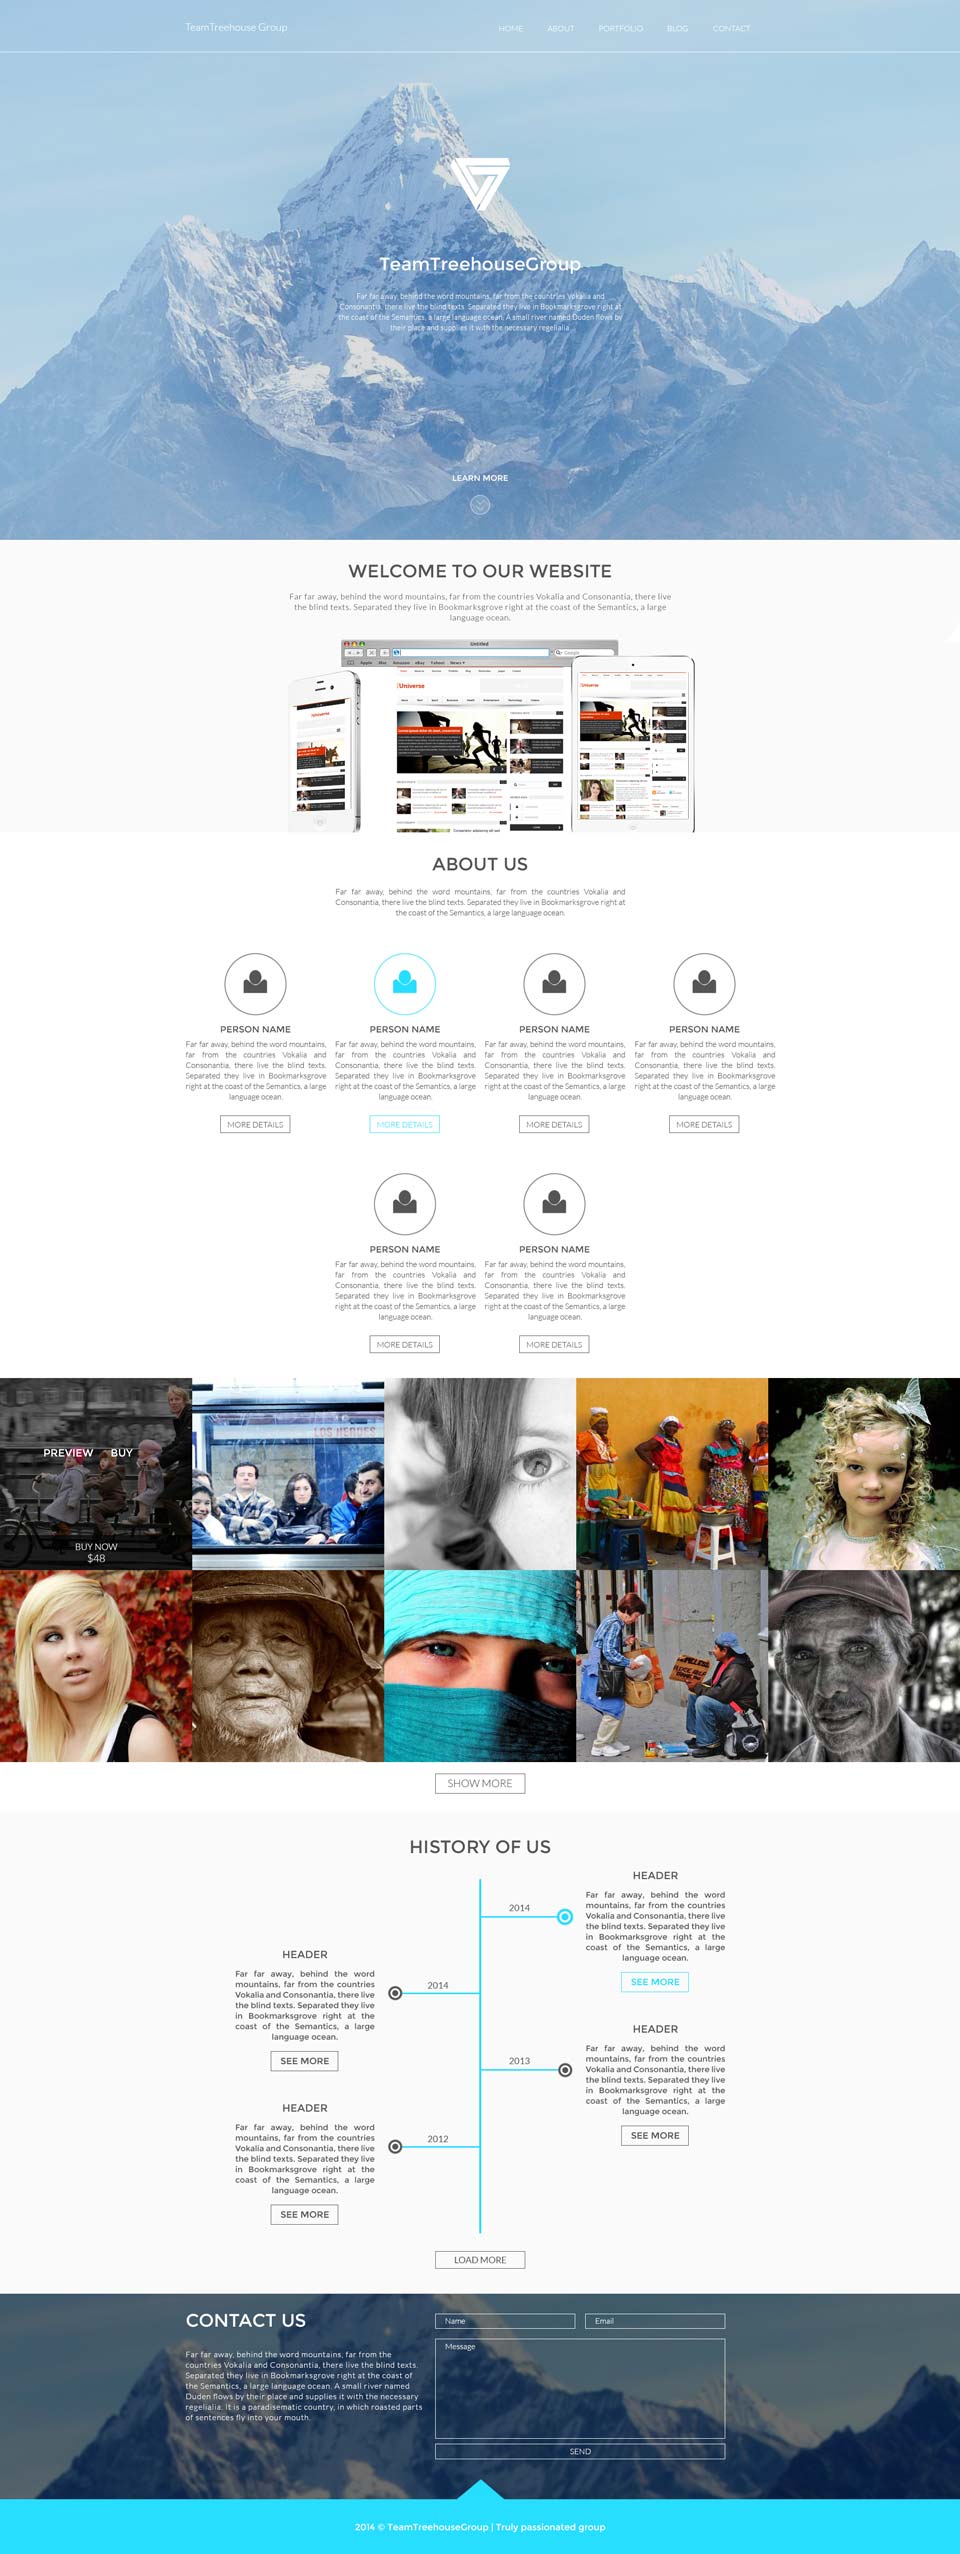 TeamTreehouse Group
HOME ABOUT PORTFOLIO BLOG CONTACT
TeamTreehouseGroup
Far far away, behind the word mountains, far from the countries Vokalia and
Consonantia, there live the blind texts. Separated they live in Bookmarksgrove right at
the coast of the Semantics, a large language ocean. A small river named Duden flows by
their place and supplies it with the necessary regelialia.
LEARN MORE
WELCOME TO OUR WEBSITE
Far far away, behind the word mountains, far from the countries Vokalia and Consonantia, there live
the blind texts. Separated they live in Bookmarksgrove right at the coast of the Semantics, a large
language ocean.
Untitled
Google
Apple Mac Amazon eBay Yahoo! News
Universe
Universe
Universe
ABOUT US
Far far away, behind the word mountains, far from the countries Vokalia and
Consonantia, there live the blind texts. Separated they live in Bookmarksgrove right at
the coast of the Semantics, a large language ocean.
PERSON NAME
Far far away, behind the word mountains,
far from the countries Vokalia and
Consonantia, there live the blind texts.
Separated they live in Bookmarksgrove
right at the coast of the Semantics, a large
language ocean.
MORE DETAILS
PERSON NAME
Far far away, behind the word mountains,
far from the countries Vokalia and
Consonantia, there live the blind texts.
Separated they live in Bookmarksgrove
right at the coast of the Semantics, a large
language ocean.
MORE DETAILS
PERSON NAME
Far far away, behind the word mountains,
far from the countries Vokalia and
Consonantia, there live the blind texts.
Separated they live in Bookmarksgrove
right at the coast of the Semantics, a large
language ocean.
MORE DETAILS
PERSON NAME
Far far away, behind the word mountains,
far from the countries Vokalia and
Consonantia, there live the blind texts.
Separated they live in Bookmarksgrove
right at the coast of the Semantics, a large
language ocean.
MORE DETAILS
PERSON NAME
Far far away, behind the word mountains,
far from the countries Vokalia and
Consonantia, there live the blind texts.
Separated they live in Bookmarksgrove
right at the coast of the Semantics, a large
language ocean.
MORE DETAILS
PERSON NAME
Far far away, behind the word mountains,
far from the countries Vokalia and
Consonantia, there live the blind texts.
Separated they live in Bookmarksgrove
right at the coast of the Semantics, a large
language ocean.
MORE DETAILS
PREVIEW BUY
BUY NOW
$48
LOS HEROES
SHOW MORE
HISTORY OF US
2014
HEADER
Far far away, behind the word
mountains, far from the countries
Vokalia and Consonantia, there live
the blind texts. Separated they live
in Bookmarksgrove right at the
coast of the Semantics, a large
language ocean.
SEE MORE
HEADER
Far far away, behind the word
mountains, far from the countries
Vokalia and Consonantia, there live
the blind texts. Separated they live
in Bookmarksgrove right at the
coast of the Semantics, a large
language ocean.
SEE MORE
2014
2013
HEADER
Far far away, behind the word
mountains, far from the countries
Vokalia and Consonantia, there live
the blind texts. Separated they live
in Bookmarksgrove right at the
coast of the Semantics, a large
language ocean.
SEE MORE
HEADER
Far far away, behind the word
mountains, far from the countries
Vokalia and Consonantia, there live
the blind texts. Separated they live
in Bookmarksgrove right at the
coast of the Semantics, a large
language ocean.
SEE MORE
2012
LOAD MORE
CONTACT US
Far far away, behind the word mountains, far from the
countries Vokalia and Consonantia, there live the blind texts.
Separated they live in Bookmarksgrove right at the coast of
the Semantics, a large language ocean. A small river named
Duden flows by their place and supplies it with the necessary
regelialia. It is a paradisematic country, in which roasted parts
of sentences fly into your mouth.
Name
Email
Message
SEND
2014 © TeamTreehouseGroup | Truly passionated group